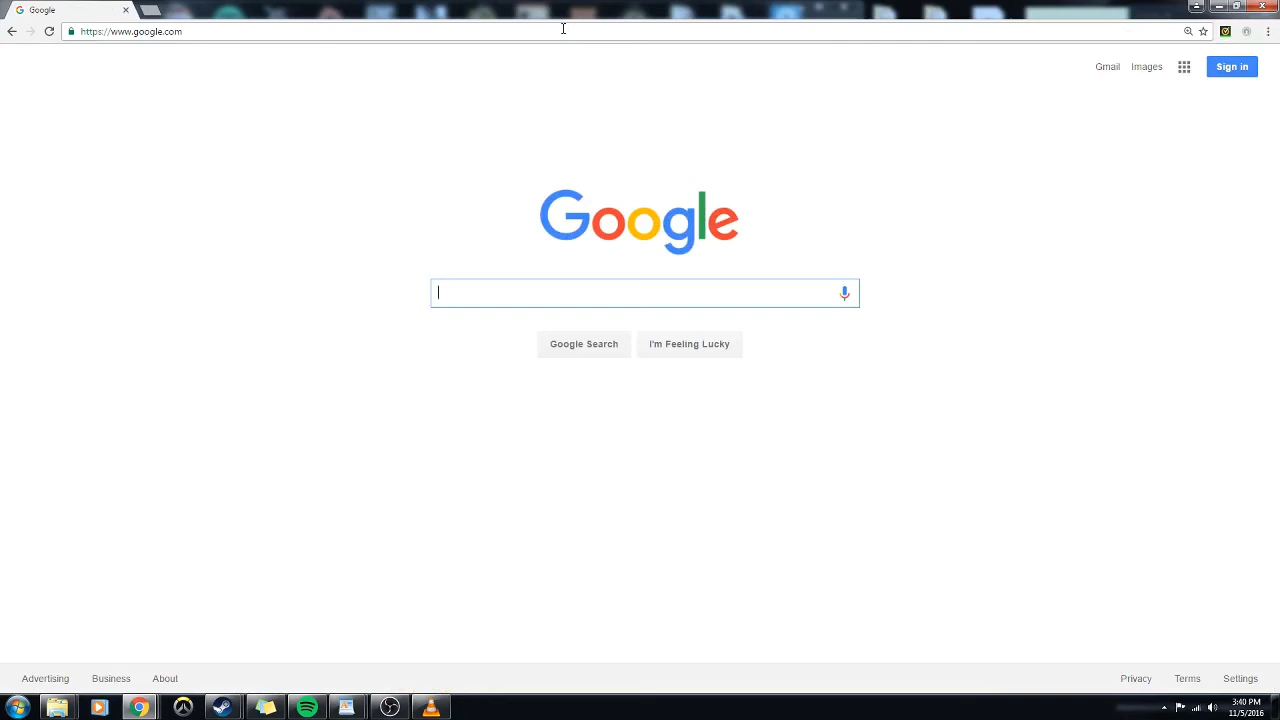 Google
https://www.google.com
Gmail Images Sign in
Google
Google Search I'm Feeling Lucky
Advertising Business About Privacy Terms Settings
3:40 PM
11/5/2016